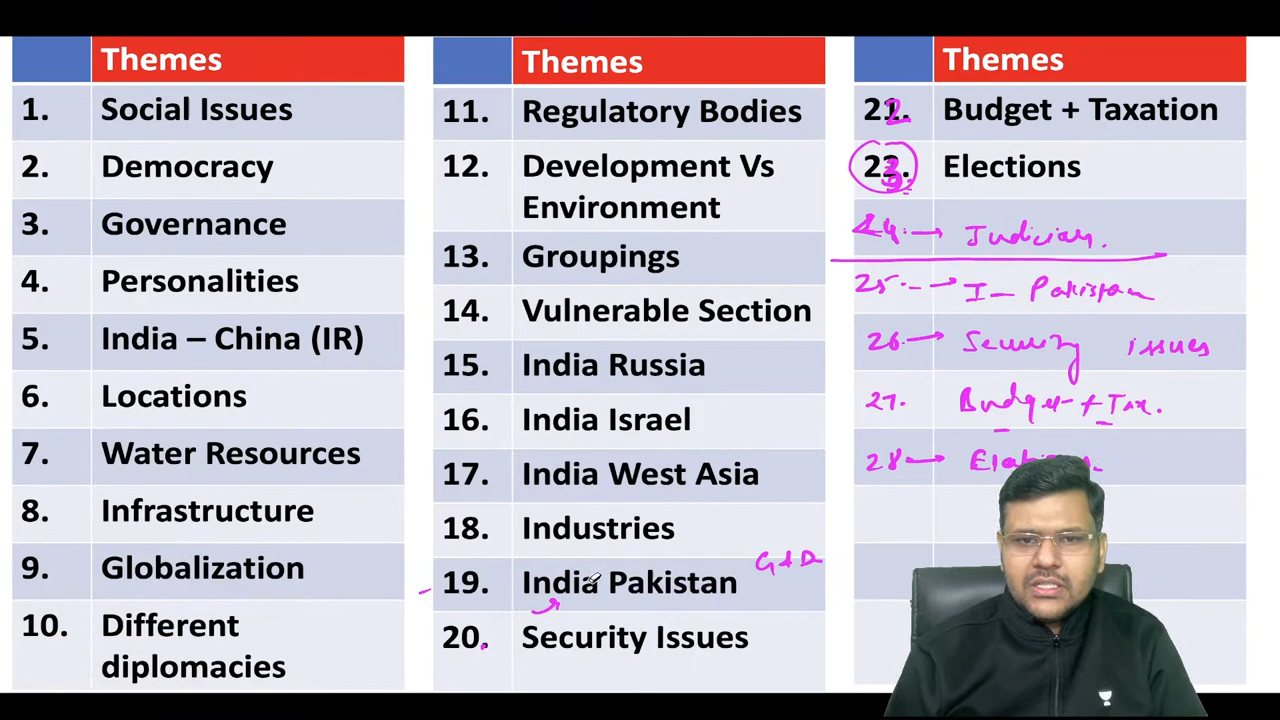 Themes
1. Social Issues
2. Democracy
3. Governance
4. Personalities
5. India – China (IR)
6. Locations
7. Water Resources
8. Infrastructure
9. Globalization
10. Different
diplomacies
Themes
11. Regulatory Bodies
12. Development Vs
Environment
13. Groupings
14. Vulnerable Section
15. India Russia
16. India Israel
17. India West Asia
18. Industries
G & D
19. India Pakistan
20. Security Issues
Themes
22. Budget + Taxation
23. Elections
24. → Judiciary.
25. → I – Pakistan
26. → Security issues
27. Budget + Tax.
28 →